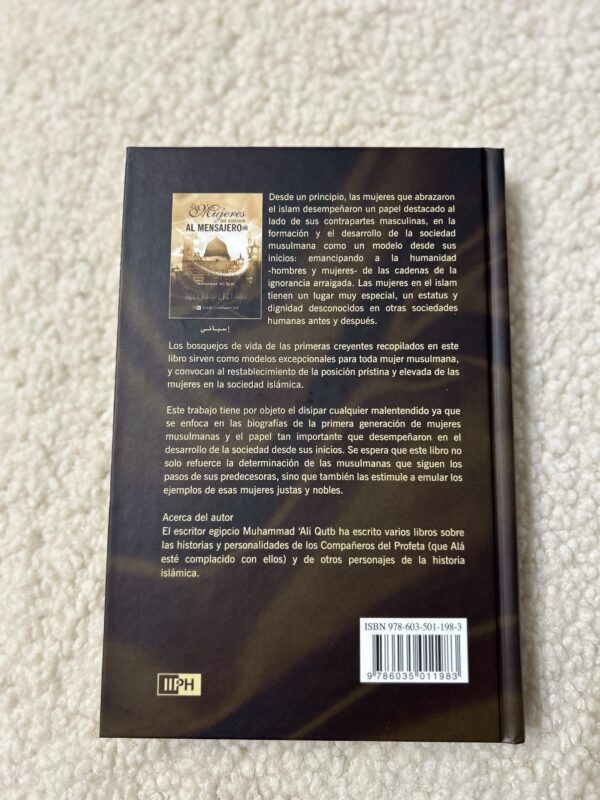 Mujeres
QUE RODEARON
AL MENSAJERO ﷺ
إسباني
Desde un principio, las mujeres que abrazaron
el islam desempeñaron un papel destacado al
lado de sus contrapartes masculinas, en la
formación y el desarrollo de la sociedad
musulmana como un modelo desde sus
inicios: emancipando a la humanidad
-hombres y mujeres- de las cadenas de la
ignorancia arraigada. Las mujeres en el islam
tienen un lugar muy especial, un estatus y
dignidad desconocidos en otras sociedades
humanas antes y después.
Los bosquejos de vida de las primeras creyentes recopilados en este
libro sirven como modelos excepcionales para toda mujer musulmana,
y convocan al restablecimiento de la posición prístina y elevada de las
mujeres en la sociedad islámica.
Este trabajo tiene por objeto el disipar cualquier malentendido ya que
se enfoca en las biografías de la primera generación de mujeres
musulmanas y el papel tan importante que desempeñaron en el
desarrollo de la sociedad desde sus inicios. Se espera que este libro no
solo refuerce la determinación de las musulmanas que siguen los
pasos de sus predecesoras, sino que también las estimule a emular los
ejemplos de esas mujeres justas y nobles.
Acerca del autor
El escritor egipcio Muhammad ‘Ali Qutb ha escrito varios libros sobre
las historias y personalidades de los Compañeros del Profeta (que Alá
esté complacido con ellos) y de otros personajes de la historia
islámica.
ISBN 978-603-501-198-3
9 786035 011983
IIPH